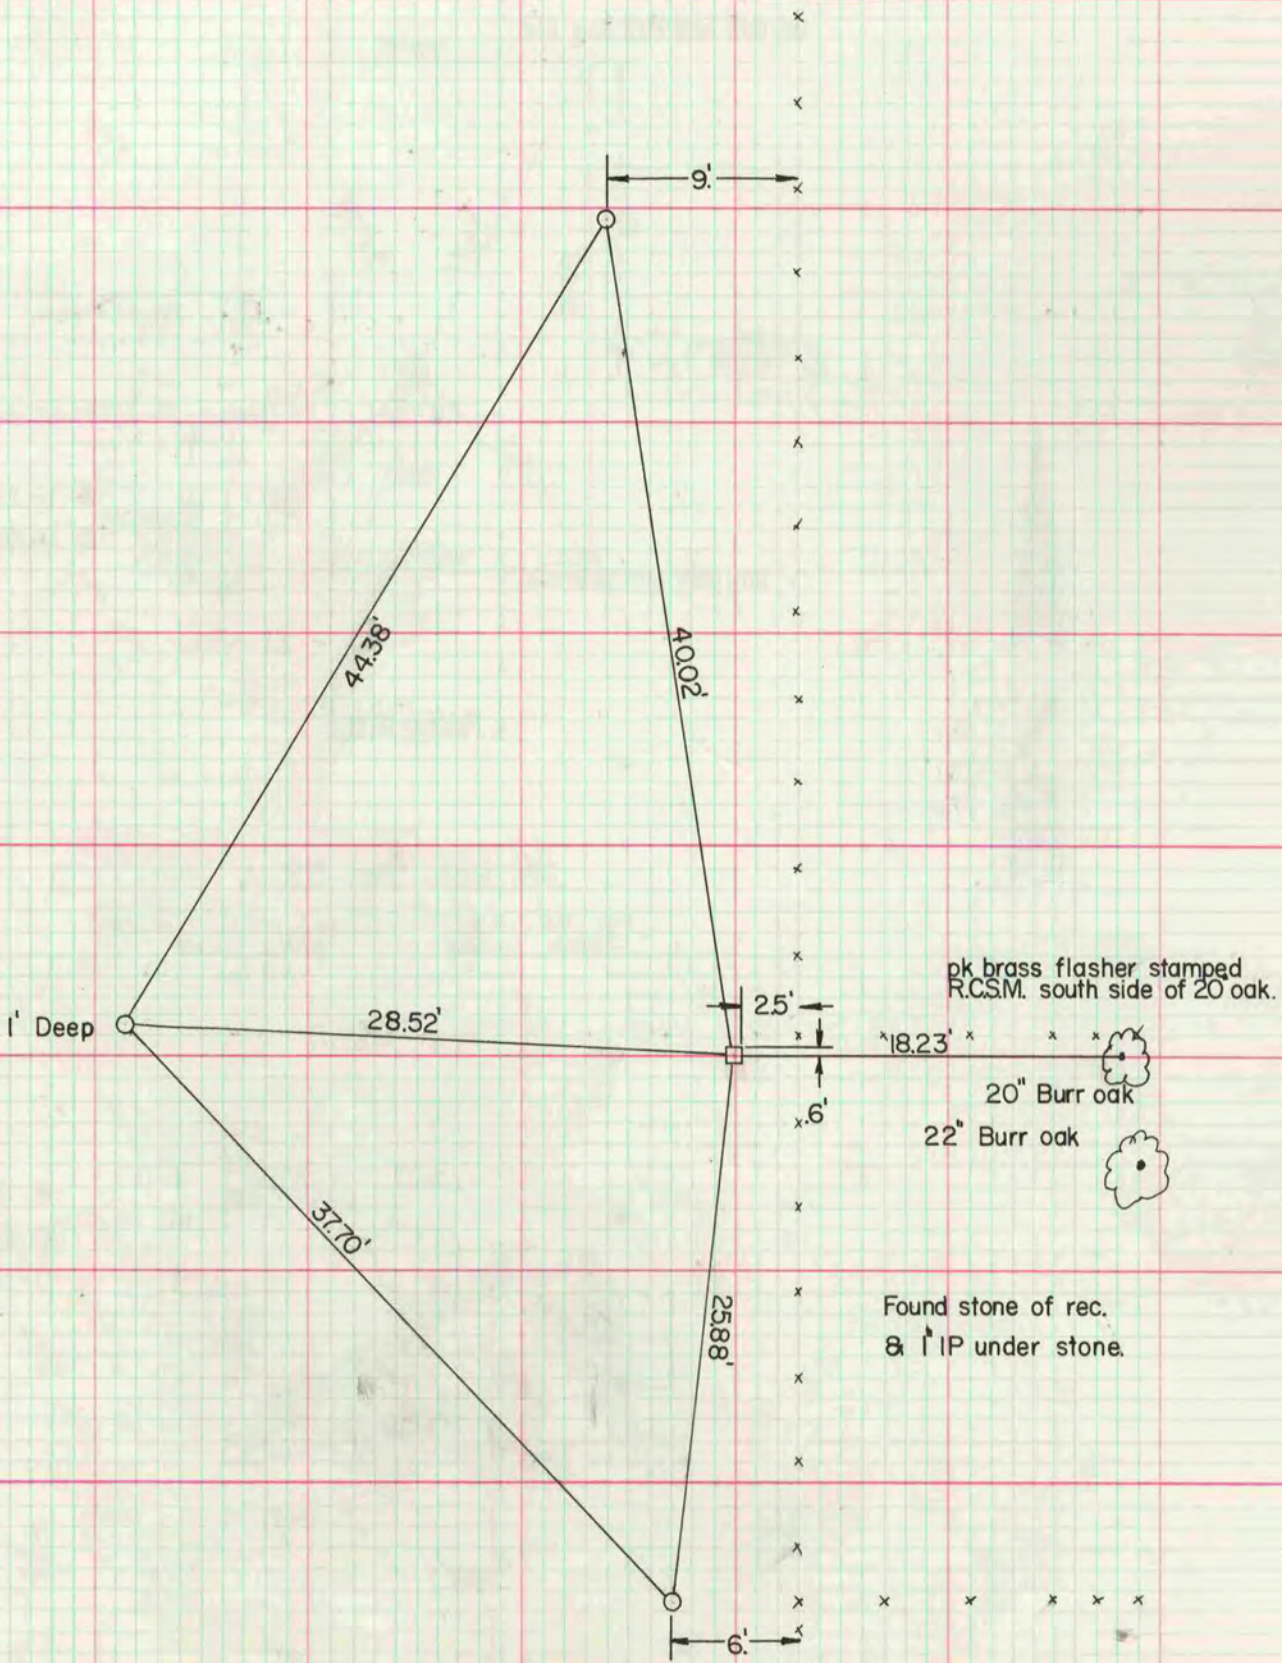 9.'
44.38'
40.02'
pk brass flasher stamped
R.C.S.M. south side of 20" oak.
2.5'
1' Deep
28.52'
18.23'
20" Burr oak
.6'
22" Burr oak
37.70'
25.88'
Found stone of rec.
& 1" IP under stone.
6.'